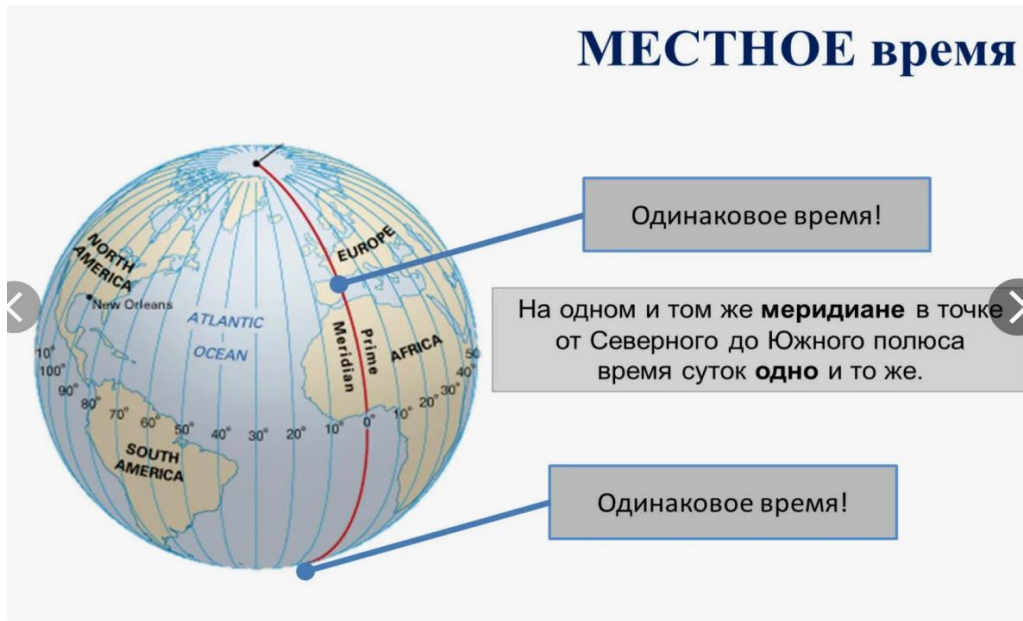 МЕСТНОЕ время
Одинаковое время!
EUROPE
NORTH
AMERICA
New Orleans
На одном и том же меридиане в точке
от Северного до Южного полюса
время суток одно и то же.
ATLANTIC
OCEAN
Prime
Meridian
AFRICA
10°
100°
90°
80°
70°
60°
50°
40°
30°
20°
10°
0°
10°
20°
30°
40°
50
SOUTH
AMERICA
Одинаковое время!